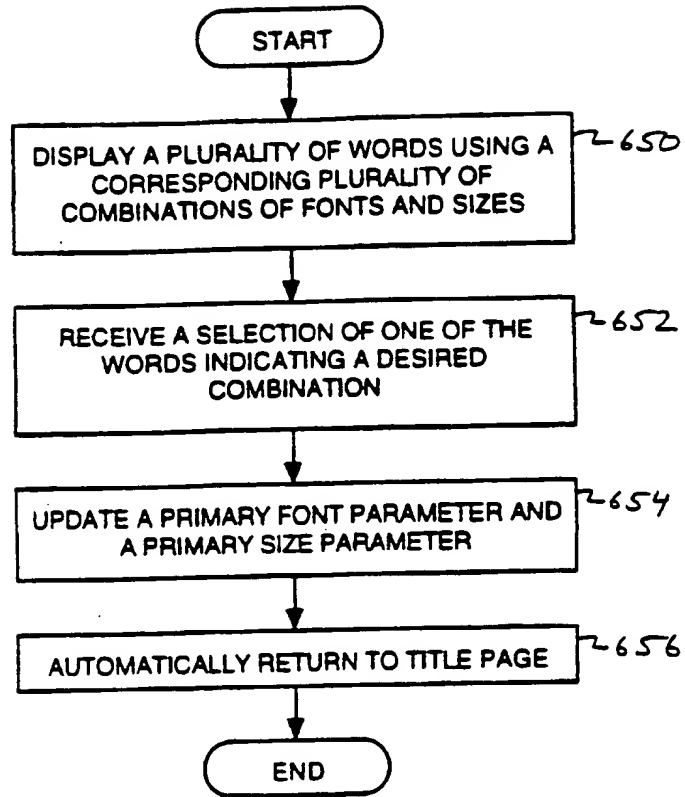 START
DISPLAY A PLURALITY OF WORDS USING A
CORRESPONDING PLURALITY OF
COMBINATIONS OF FONTS AND SIZES
650
RECEIVE A SELECTION OF ONE OF THE
WORDS INDICATING A DESIRED
COMBINATION
652
UPDATE A PRIMARY FONT PARAMETER AND
A PRIMARY SIZE PARAMETER
654
AUTOMATICALLY RETURN TO TITLE PAGE
656
END